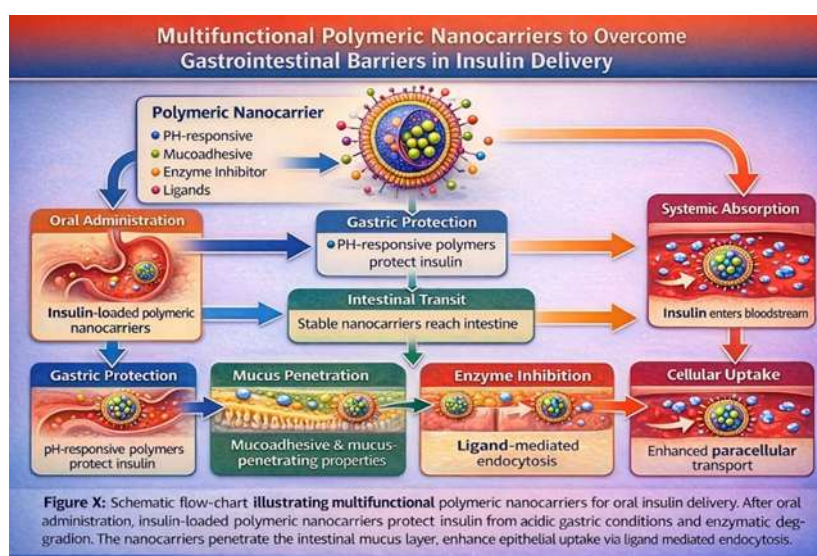 Multifunctional Polymeric Nanocarriers to Overcome
Gastrointestinal Barriers in Insulin Delivery
Polymeric Nanocarrier
PH-responsive
Mucoadhesive
Enzyme Inhibitor
Ligands
Oral Administration
Insulin-loaded polymeric
nanocarriers
Gastric Protection
PH-responsive polymers
protect insulin
Systemic Absorption
Insulin enters bloodstream
Intestinal Transit
Stable nanocarriers reach intestine
Gastric Protection
pH-responsive polymers
protect insulin
Mucus Penetration
Mucoadhesive & mucus-
penetrating properties
Enzyme Inhibition
Ligand-mediated
endocytosis
Cellular Uptake
Enhanced paracellular
transport
Figure X: Schematic flow-chart illustrating multifunctional polymeric nanocarriers for oral insulin delivery. After oral
administration, insulin-loaded polymeric nanocarriers protect insulin from acidic gastric conditions and enzymatic deg-
gradion. The nanocarriers penetrate the intestinal mucus layer, enhance epithelial uptake via ligand mediated endocytosis.